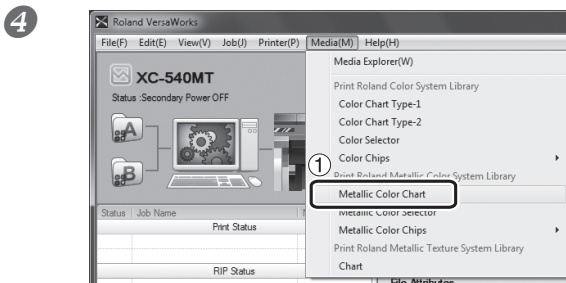 4
Roland VersaWorks
File(F) Edit(E) View(V) Job(J) Printer(P) Media(M) Help(H)
XC-540MT
Status :Secondary Power OFF
A
B
Status Job Name
Print Status
RIP Status
Media Explorer(W)
Print Roland Color System Library
Color Chart Type-1
Color Chart Type-2
Color Selector
Color Chips
1
Print Roland Metallic Color System Library
Metallic Color Chart
Metallic Color Selector
Metallic Color Chips
Print Roland Metallic Texture System Library
Chart
File Attributes